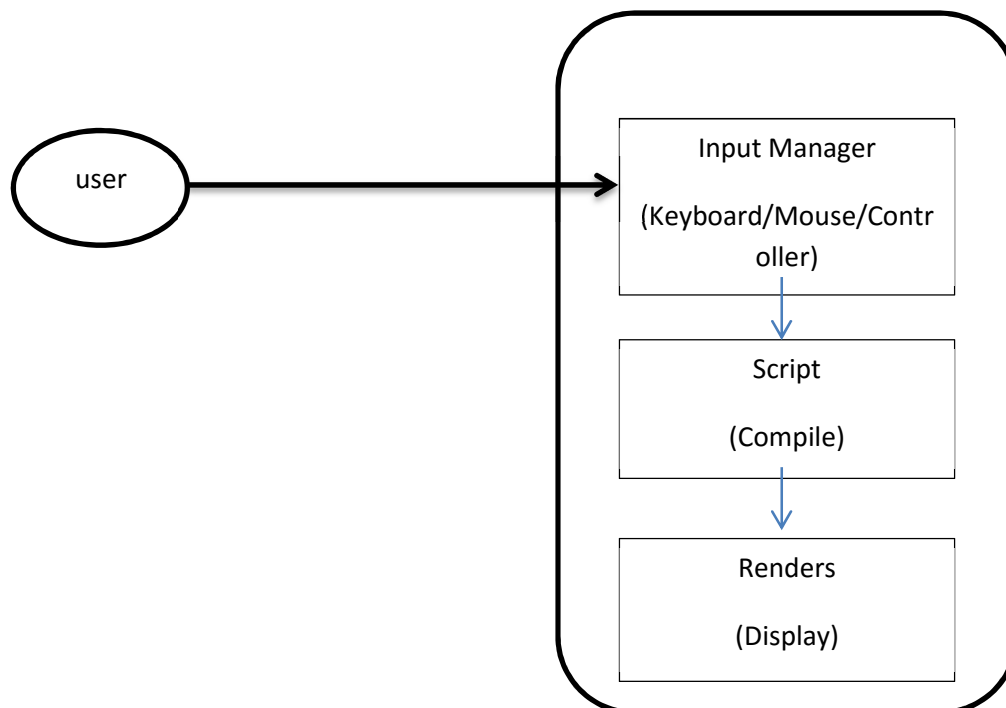 user
Input Manager
(Keyboard/Mouse/Contr
oller)
Script
(Compile)
Renders
(Display)